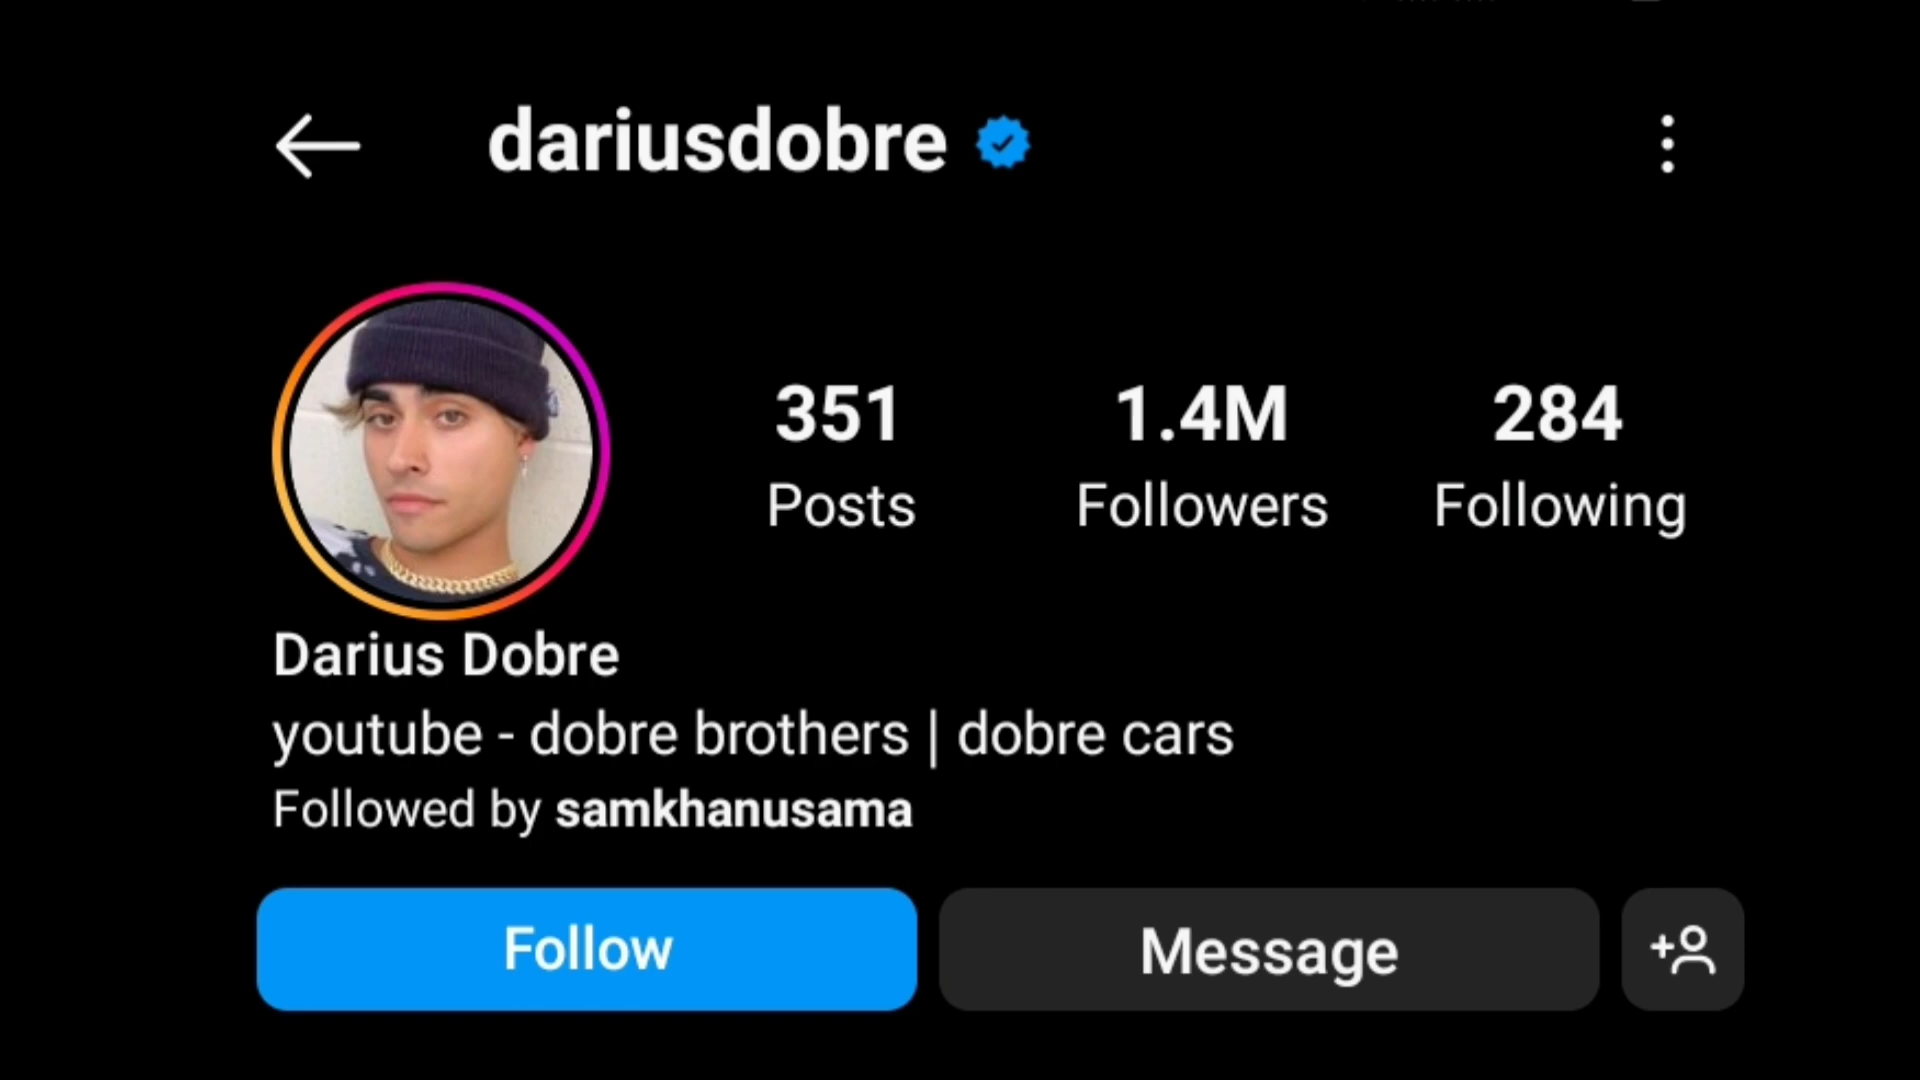 dariusdobre
351
1.4M
284
Posts
Followers
Following
Darius Dobre
youtube - dobre brothers | dobre cars
Followed by samkhanusama
Follow
Message